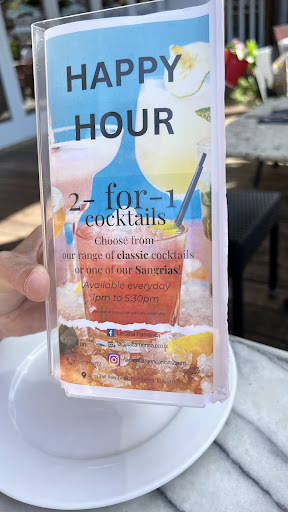 HAPPY
HOUR
2- for-1
cocktails
Choose from
our range of classic cocktails
or one of our Sangrias!
Available everyday
1pm to 5:30pm